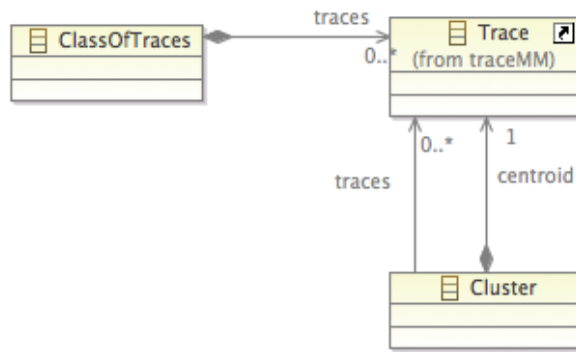 ClassOfTraces
traces
0..*
Trace
(from traceMM)
0..*
1
traces
centroid
Cluster